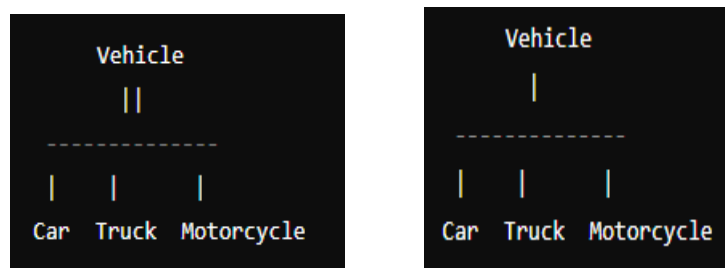 Vehicle
||
--------------
| | |
Car Truck Motorcycle
Vehicle
|
--------------
| | |
Car Truck Motorcycle